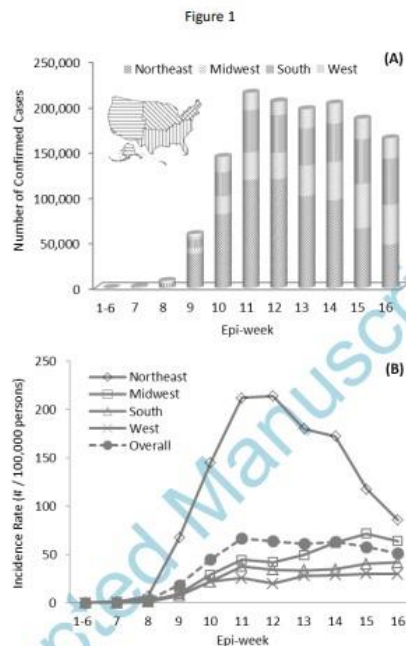 Figure 1
(A)
Northeast Midwest South West
250,000
200,000
150,000
100,000
50,000
0
Number of Confirmed Cases
1-6 7 8 9 10 11 12 13 14 15 16
Epi-week
(B)
250
200
150
100
50
0
Incidence Rate (# / 100,000 persons)
Northeast
Midwest
South
West
Overall
1-6 7 8 9 10 11 12 13 14 15 16
Epi-week
pted Manuscrip